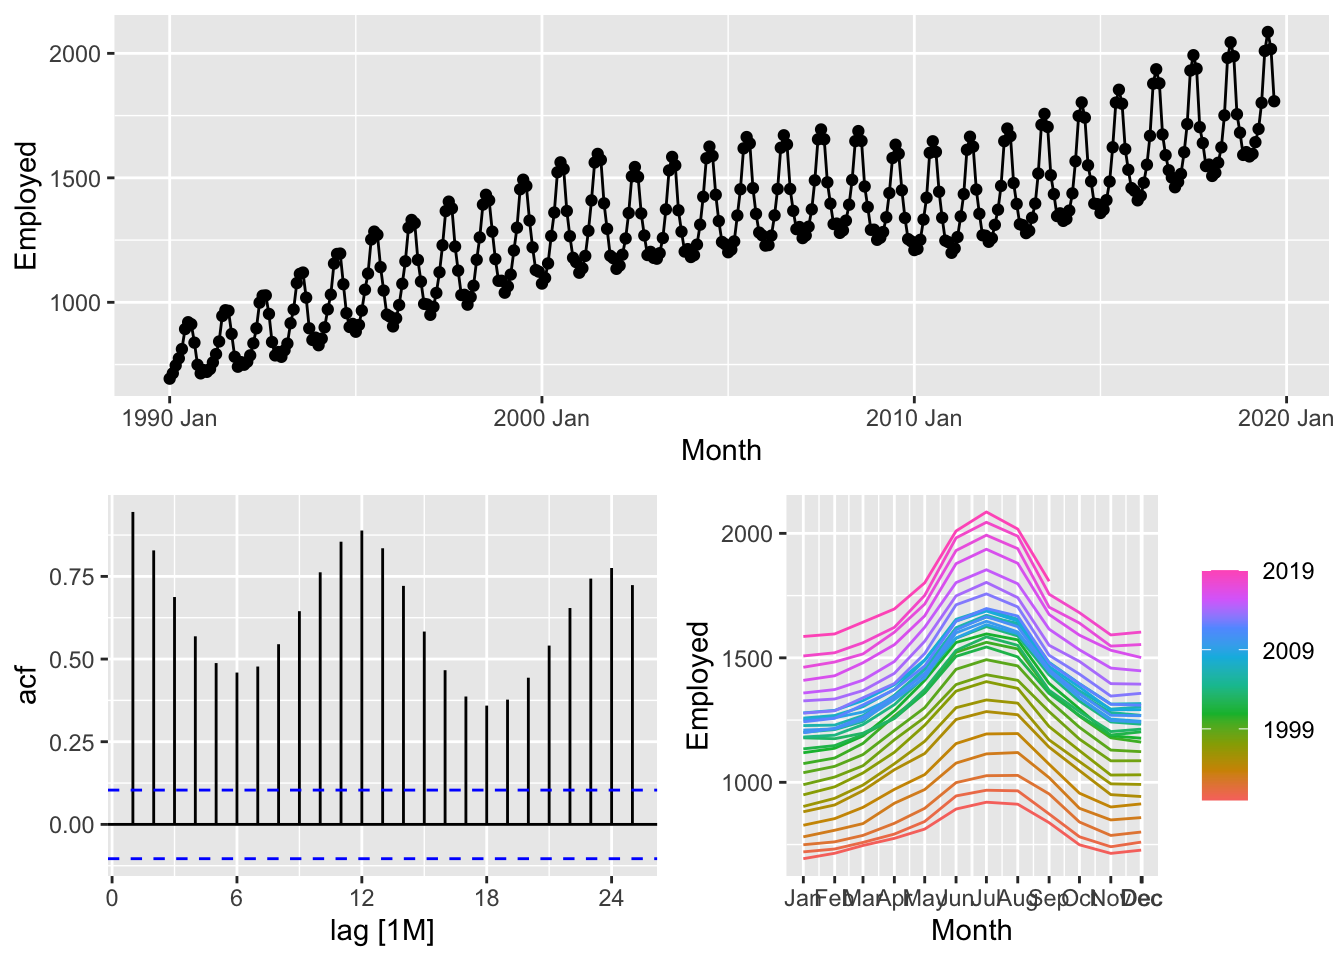 2000
1500
1000
Employed
1990 Jan
2000 Jan
2010 Jan
2020 Jan
Month
0.75
0.50
0.25
0.00
acf
0
6
12
18
24
lag [1M]
2000
1500
1000
Employed
Jan
Feb
Mar
Apr
May
Jun
Jul
Aug
Sep
Oct
Nov
Dec
Month
2019
2009
1999